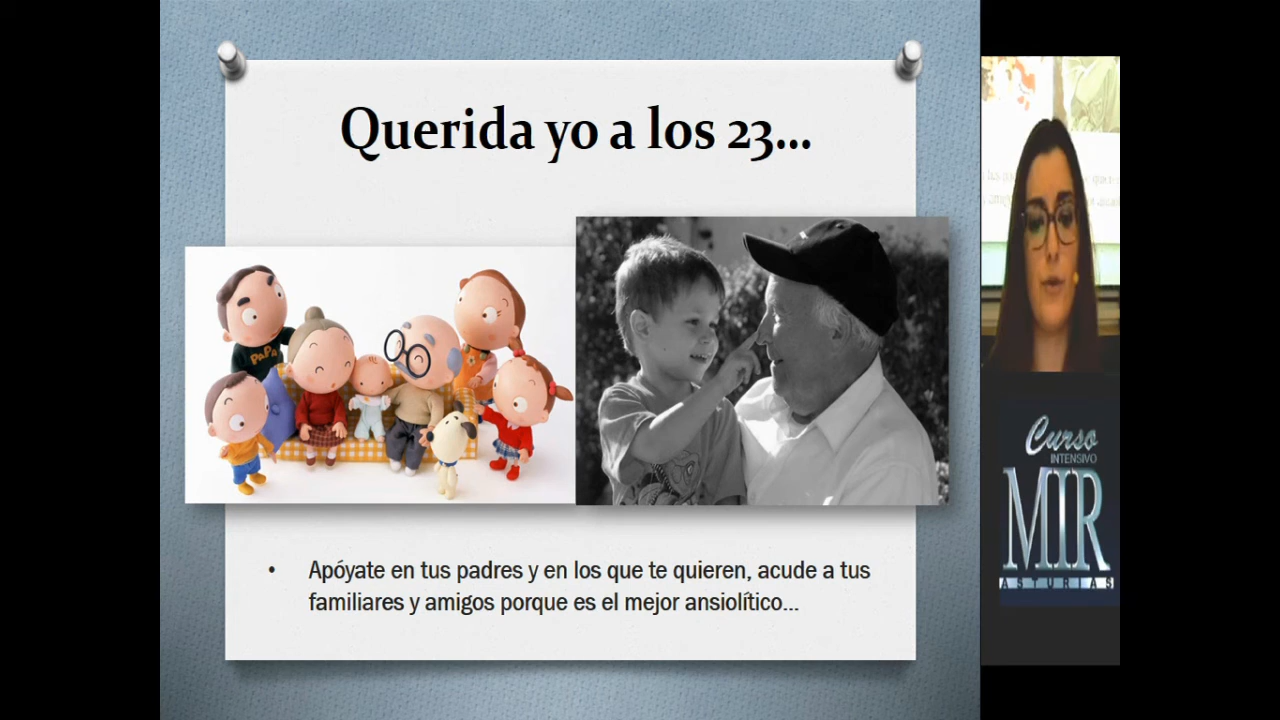 Querida yo a los 23...
PAPA
• Apóyate en tus padres y en los que te quieren, acude a tus
familiares y amigos porque es el mejor ansiolítico...
Curso
INTENSIVO
MIR
ASTURIAS